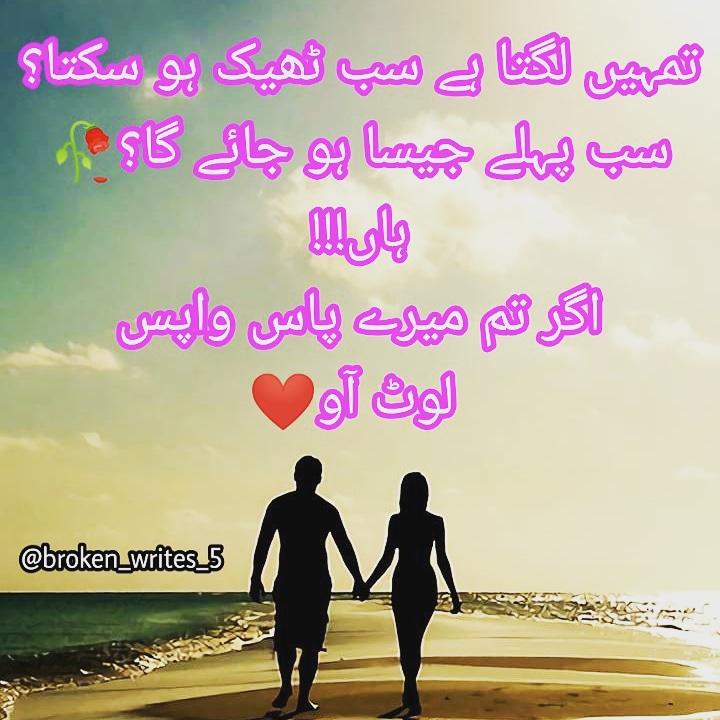 تمہیں لگتا ہے سب ٹھیک ہو سکتا؟
سب پہلے جیسا ہو جائے گا؟🥀
ہاں!!!
اگر تم میرے پاس واپس
لوٹ آو❤️
@broken_writes_5